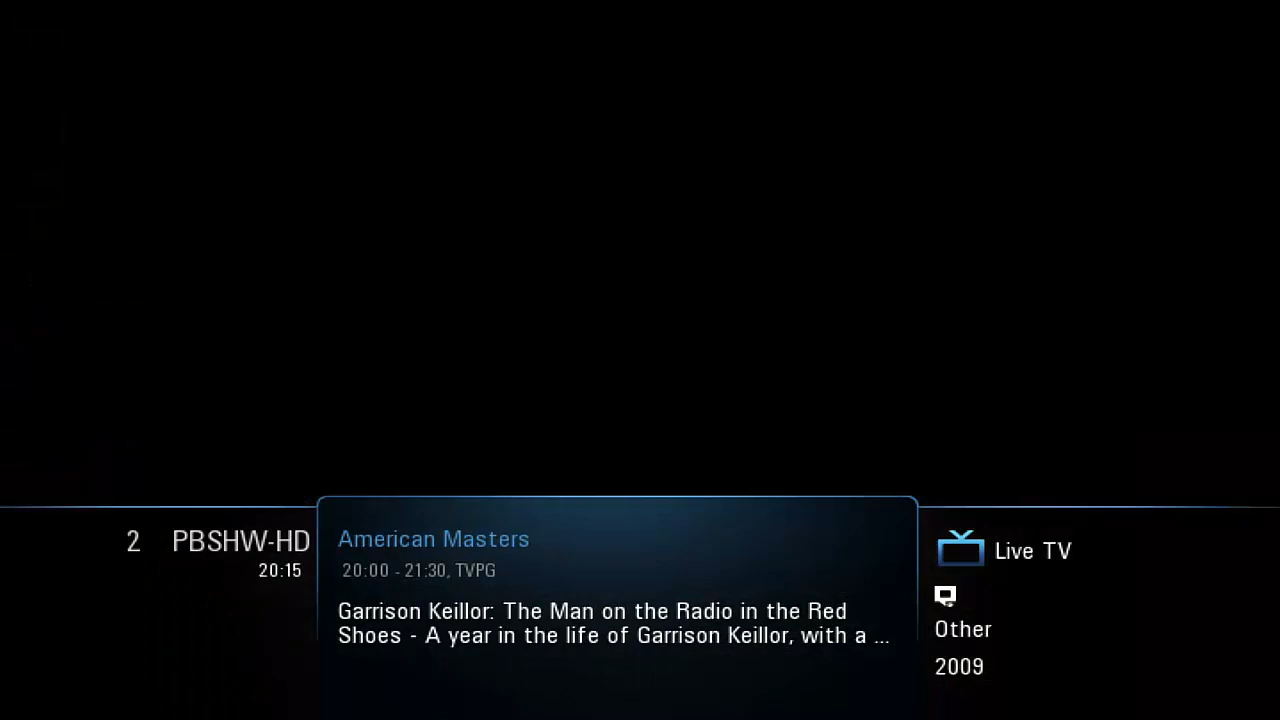 2 PBSHW-HD
20:15
American Masters
20:00 - 21:30, TVPG
Garrison Keillor: The Man on the Radio in the Red
Shoes - A year in the life of Garrison Keillor, with a ...
Live TV
Other
2009